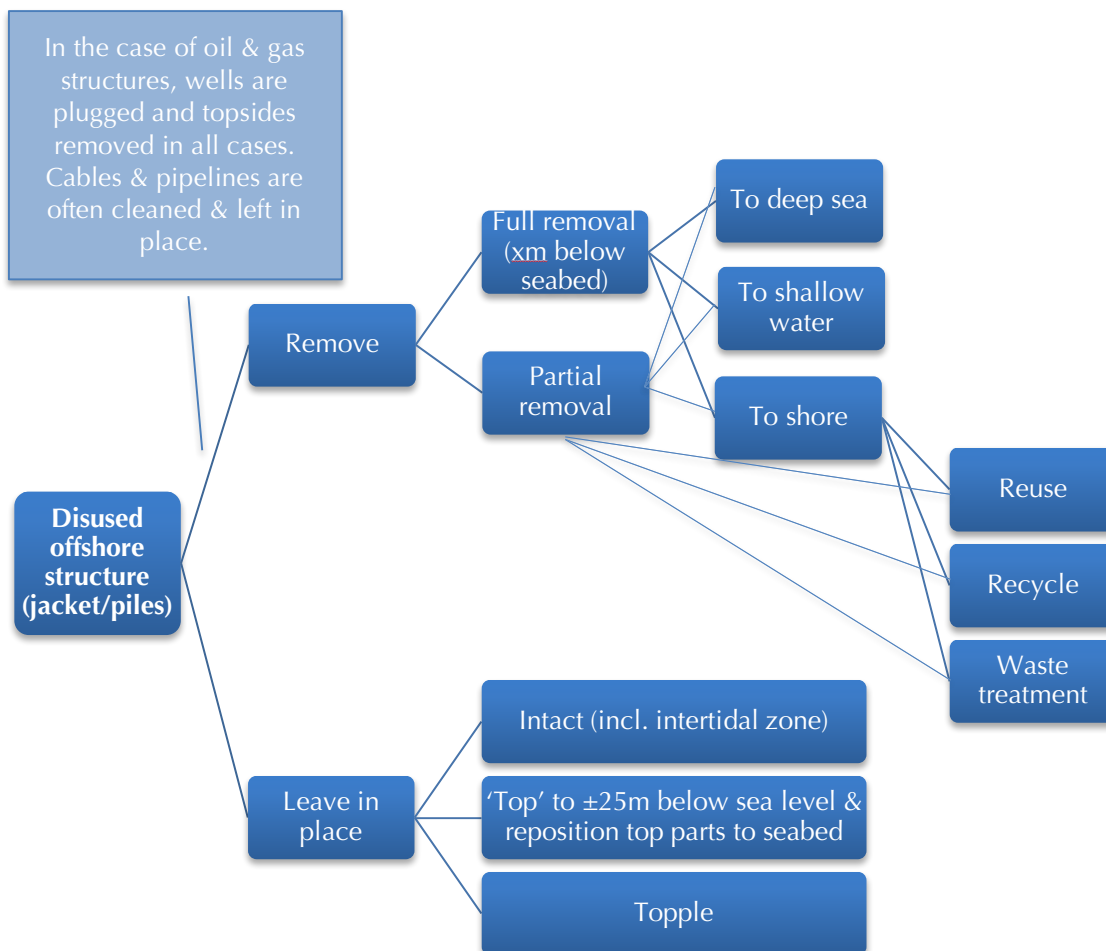 In the case of oil & gas
structures, wells are
plugged and topsides
removed in all cases.
Cables & pipelines are
often cleaned & left in
place.
To deep sea
Full removal
(xm below
seabed)
To shallow
water
Remove
Partial
removal
To shore
Reuse
Disused
offshore
structure
(jacket/piles)
Recycle
Waste
treatment
Intact (incl. intertidal zone)
Leave in
place
'Top' to ±25m below sea level &
reposition top parts to seabed
Topple